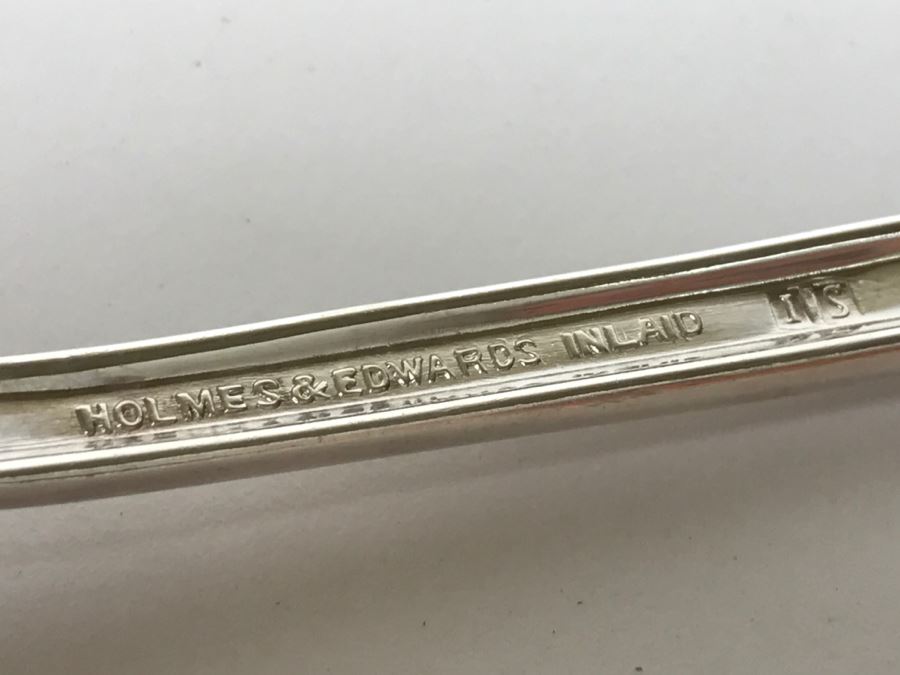 HOLMES & EDWARDS INLAID IS